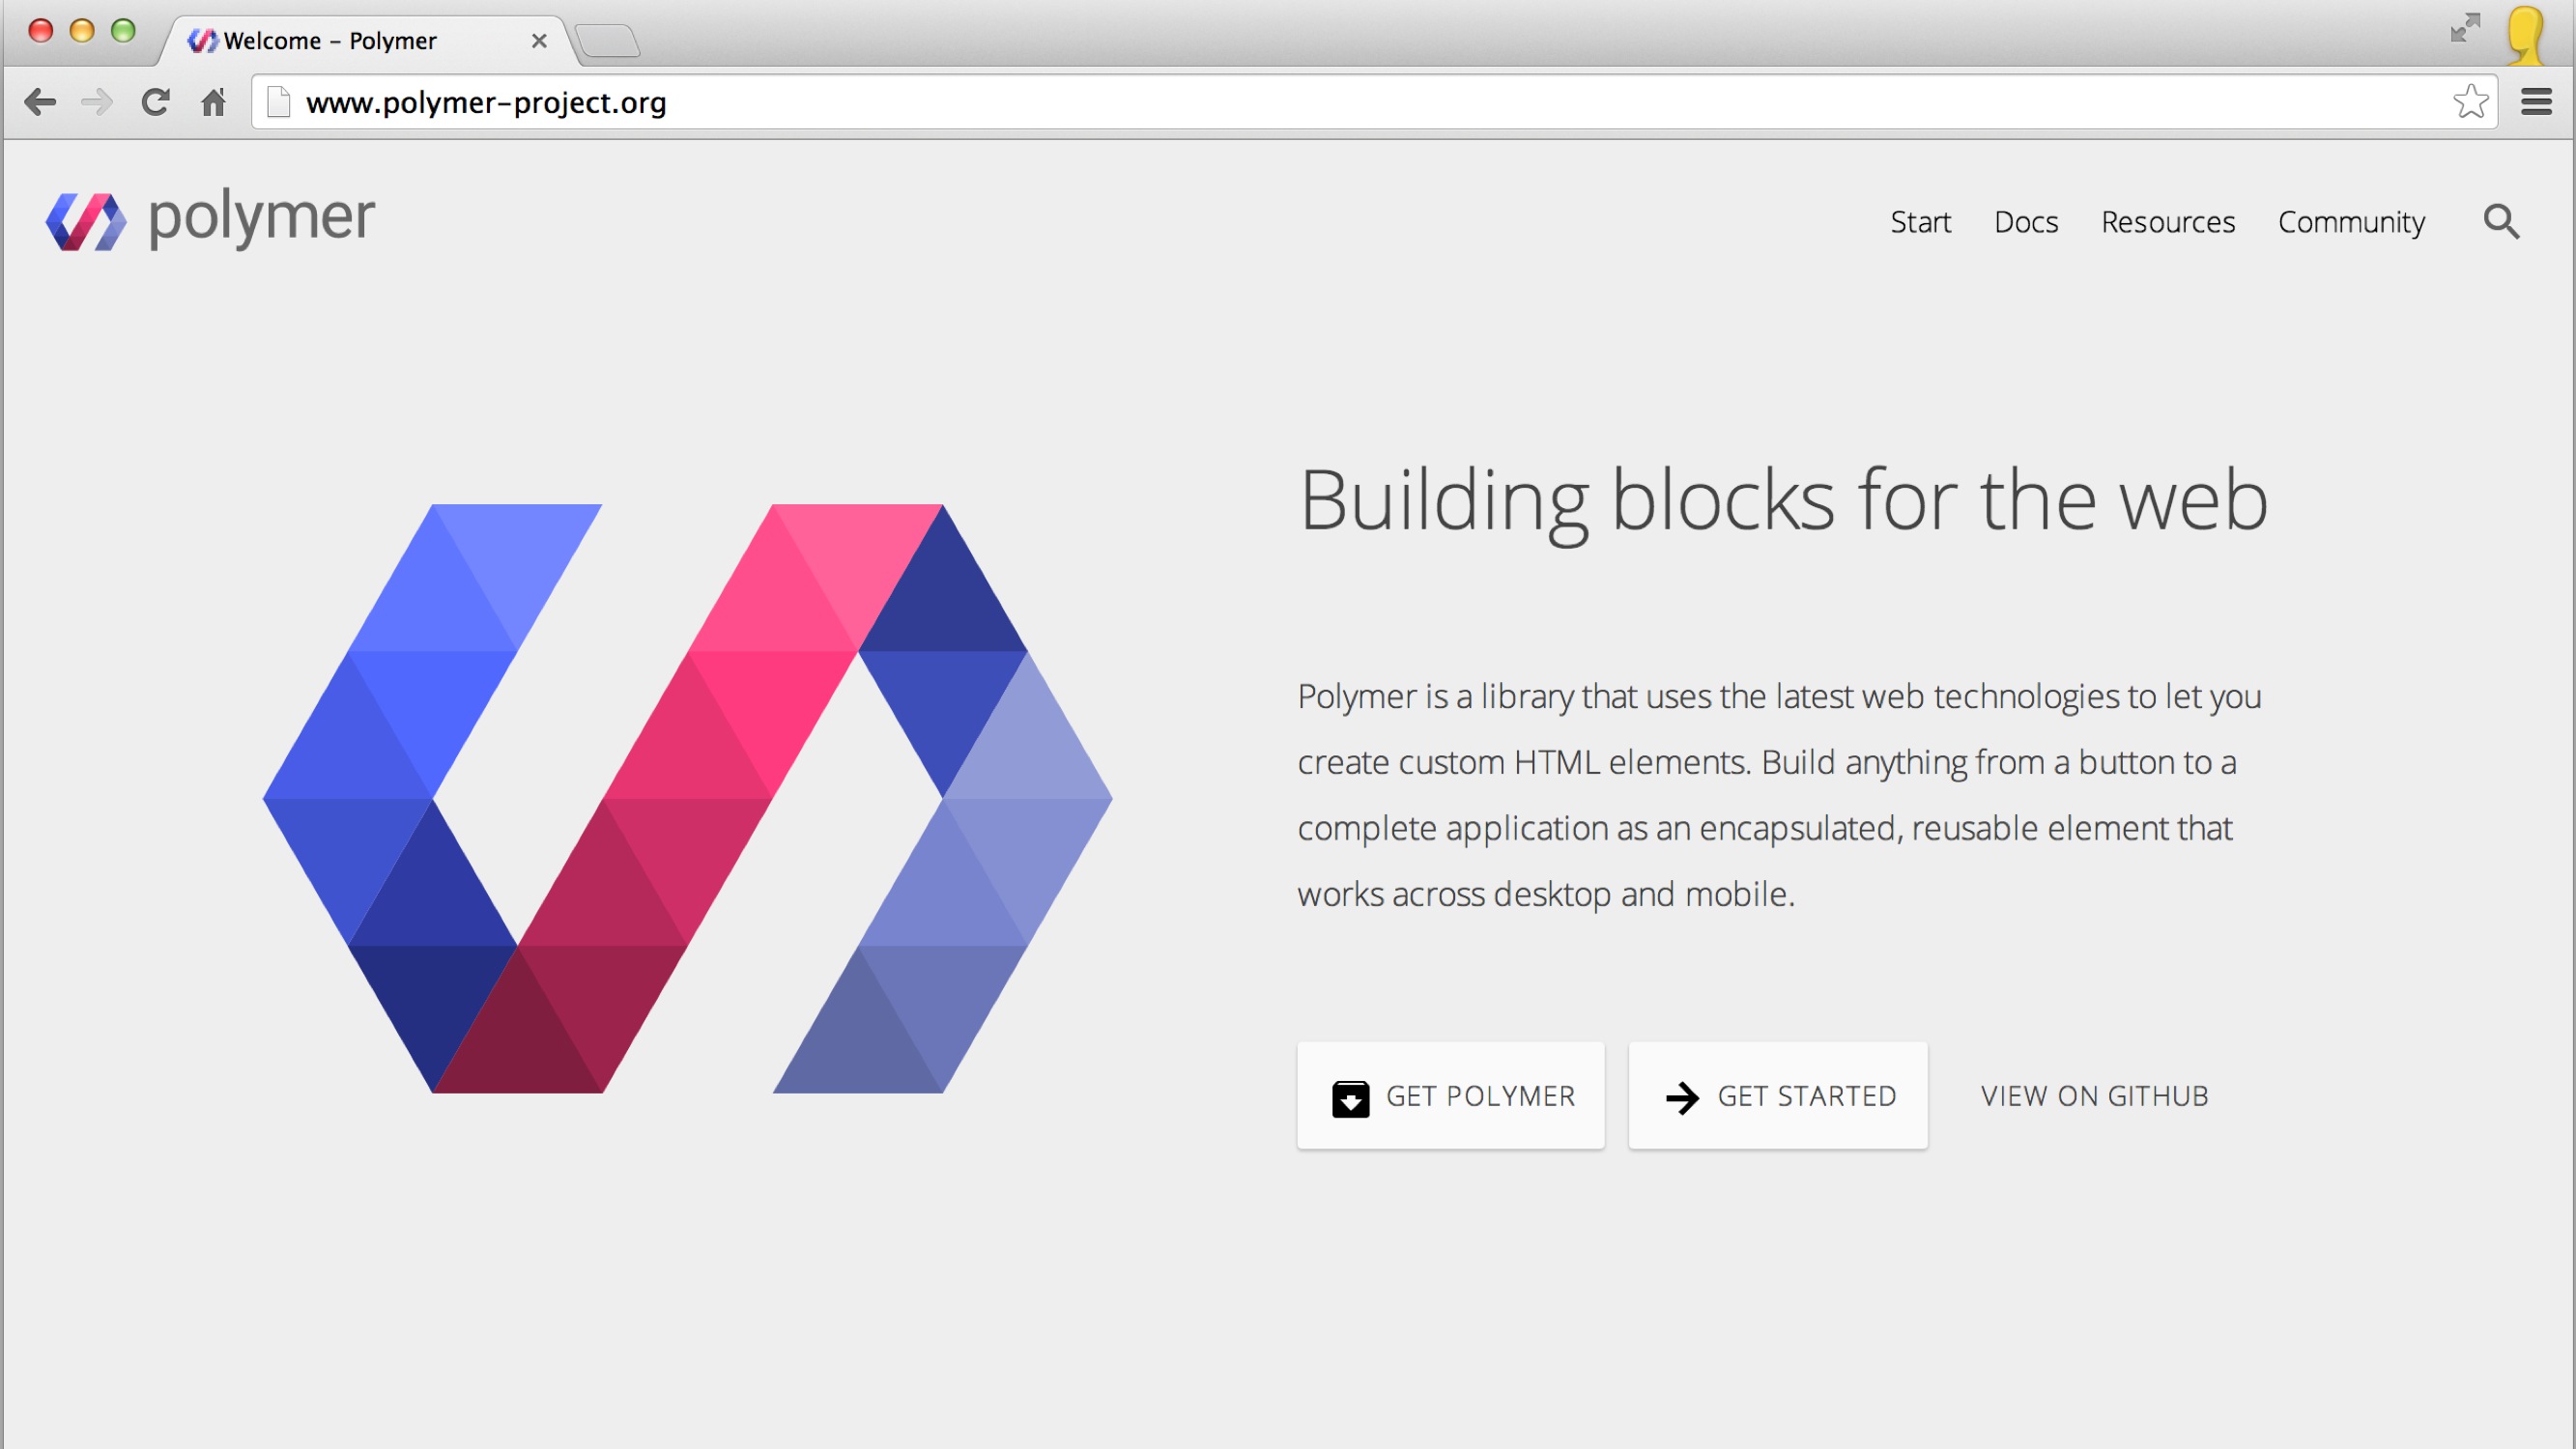 Welcome – Polymer
www.polymer-project.org
polymer
Start Docs Resources Community
Building blocks for the web
Polymer is a library that uses the latest web technologies to let you
create custom HTML elements. Build anything from a button to a
complete application as an encapsulated, reusable element that
works across desktop and mobile.
GET POLYMER GET STARTED VIEW ON GITHUB